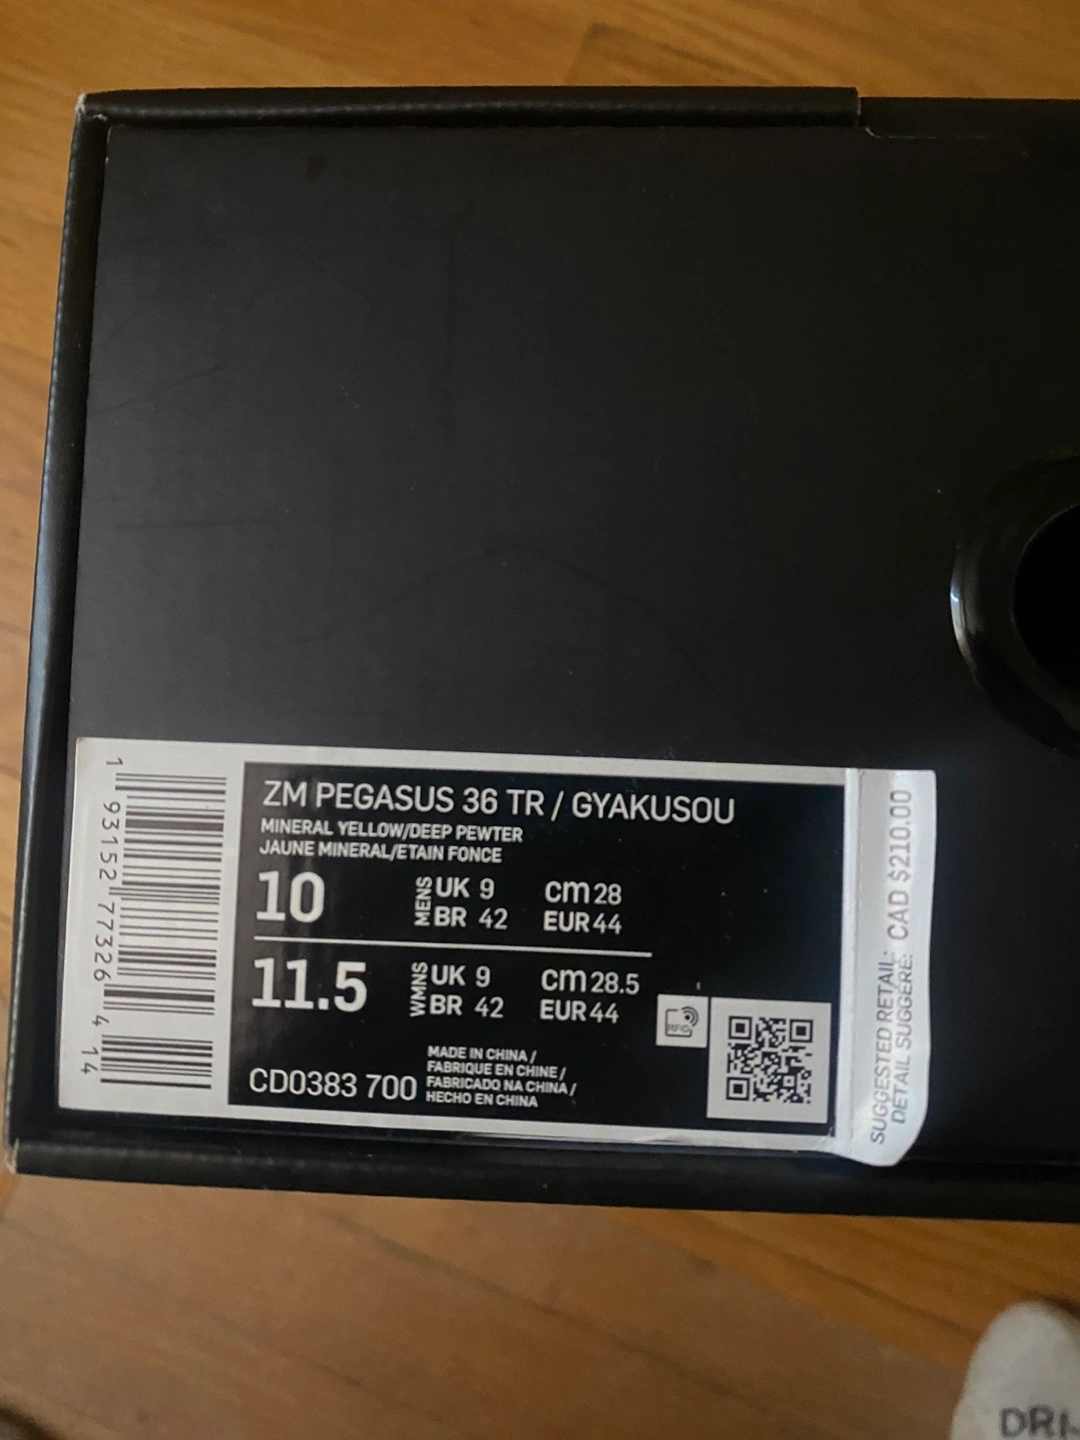 ZM PEGASUS 36 TR / GYAKUSOU
MINERAL YELLOW/DEEP PEWTER
JAUNE MINERAL/ETAIN FONCE
10
MENS
UK 9
BR 42
cm 28
EUR 44
11.5
WMNS
UK 9
BR 42
cm 28.5
EUR 44
CD0383 700
MADE IN CHINA /
FABRIQUE EN CHINE /
FABRICADO NA CHINA /
HECHO EN CHINA
RFID
1 93152 77326 4 14
SUGGESTED RETAIL:
DETAIL SUGGÉRÉ:
CAD $210.00